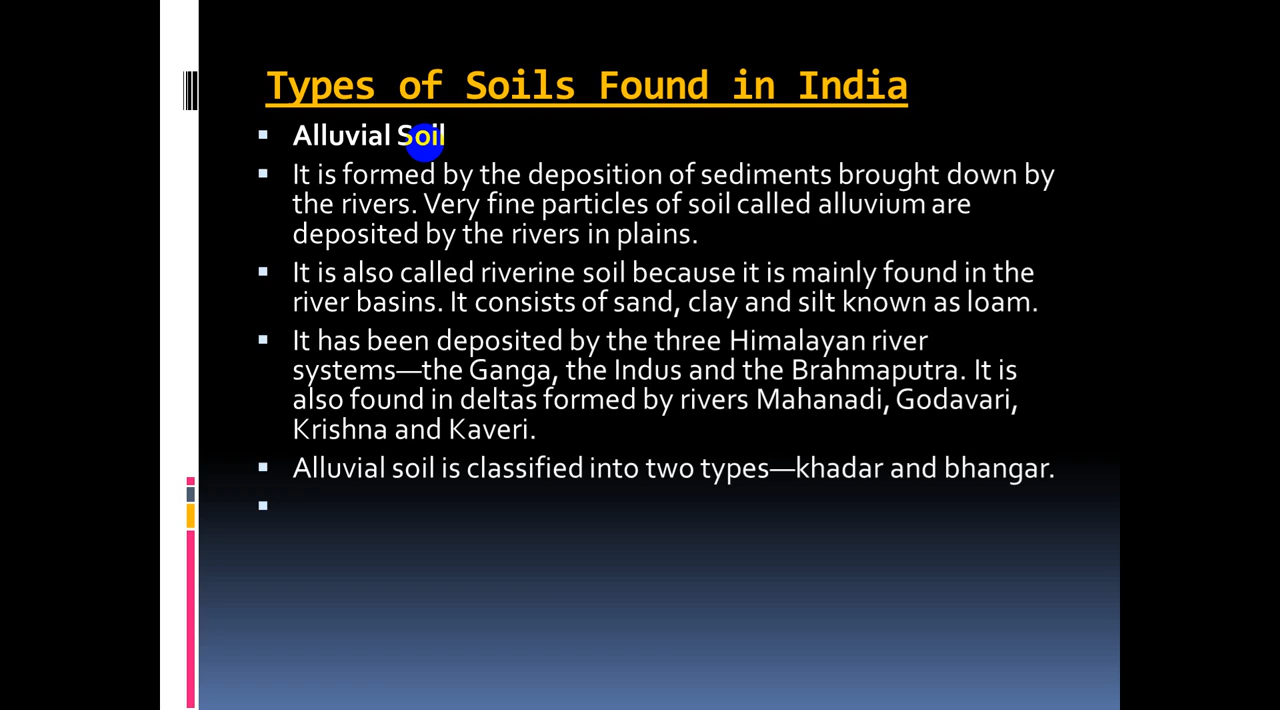 Types of Soils Found in India
Alluvial Soil
It is formed by the deposition of sediments brought down by
the rivers. Very fine particles of soil called alluvium are
deposited by the rivers in plains.
It is also called riverine soil because it is mainly found in the
river basins. It consists of sand, clay and silt known as loam.
It has been deposited by the three Himalayan river
systems—the Ganga, the Indus and the Brahmaputra. It is
also found in deltas formed by rivers Mahanadi, Godavari,
Krishna and Kaveri.
Alluvial soil is classified into two types—khadar and bhangar.